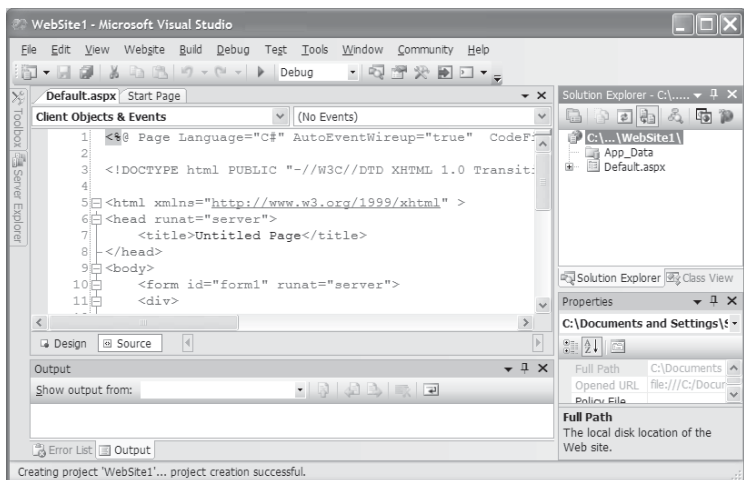 WebSite1 - Microsoft Visual Studio
File Edit View Website Build Debug Test Tools Window Community Help
Debug
Toolbox
Server Explorer
Default.aspx Start Page
Client Objects & Events (No Events)
1 <%@ Page Language="C#" AutoEventWireup="true" CodeFi
2
3 <!DOCTYPE html PUBLIC "-//W3C//DTD XHTML 1.0 Transiti
4
5 <html xmlns="http://www.w3.org/1999/xhtml" >
6 <head runat="server">
7 <title>Untitled Page</title>
8 </head>
9 <body>
10 <form id="form1" runat="server">
11 <div>
Design Source
Output
Show output from:
Error List Output
Solution Explorer - C:\.....
C:\...\WebSite1\
App_Data
Default.aspx
Solution Explorer Class View
Properties
C:\Documents and Settings\
Full Path C:\Documents
Opened URL file:///C:/Docur
Policy File
Full Path
The local disk location of the
Web site.
Creating project 'WebSite1'... project creation successful.